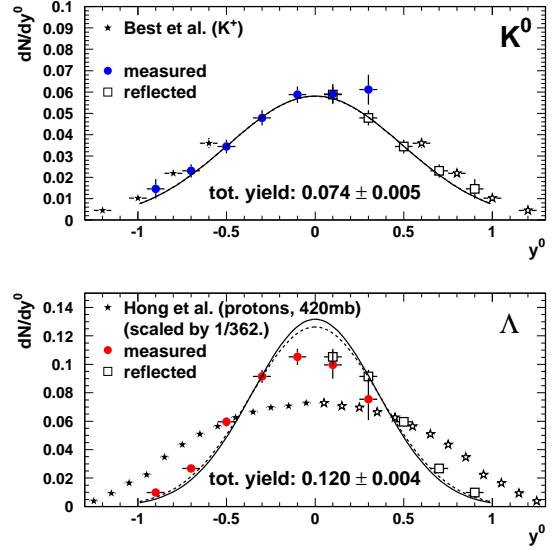 dN/dy⁰
0.1
0.09
0.08
0.07
0.06
0.05
0.04
0.03
0.02
0.01
0
Best et al. (K⁺)
measured
reflected
K⁰
tot. yield: 0.074 ± 0.005
-1 -0.5 0 0.5 1
y⁰
dN/dy⁰
0.14
0.12
0.1
0.08
0.06
0.04
0.02
0
Hong et al. (protons, 420mb)
(scaled by 1/362.)
measured
reflected
Λ
tot. yield: 0.120 ± 0.004
-1 -0.5 0 0.5 1
y⁰